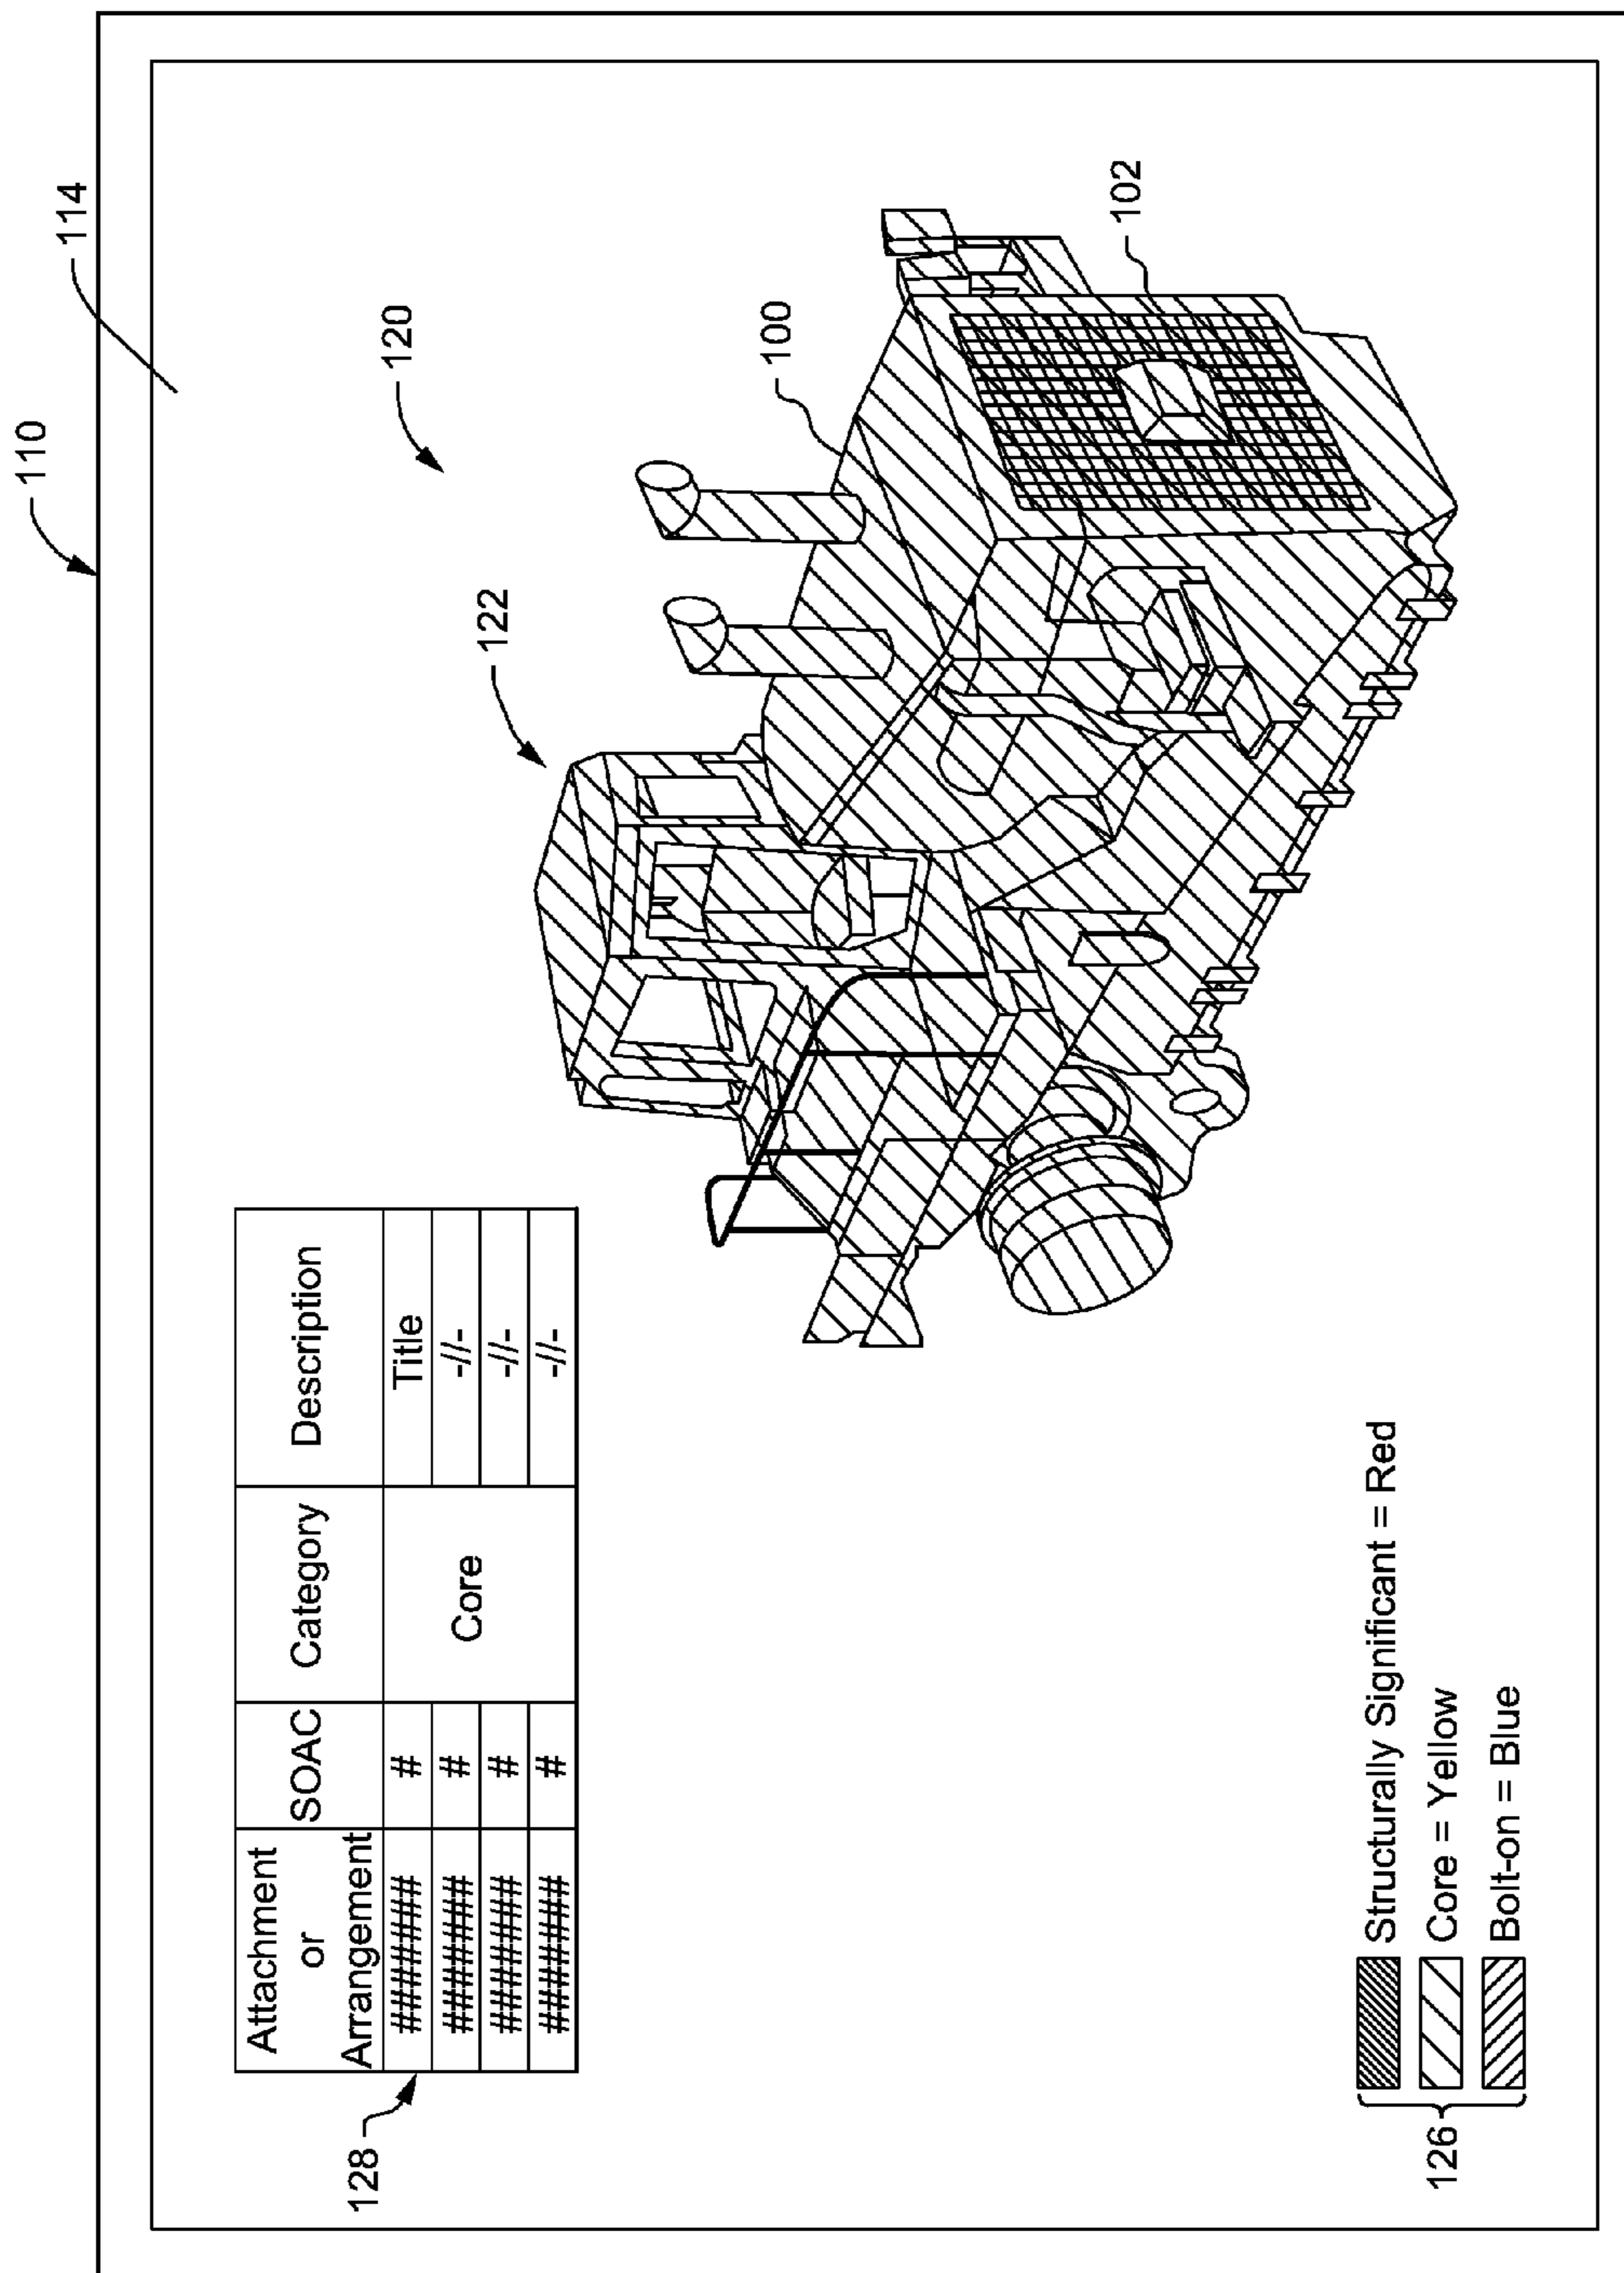 110
114
Attachment
or
Arrangement
SOAC
Category
Description
####### # Core Title
####### # -//-
####### # -//-
####### # -//-
128
122
120
100
102
126
Structurally Significant = Red
Core = Yellow
Bolt-on = Blue